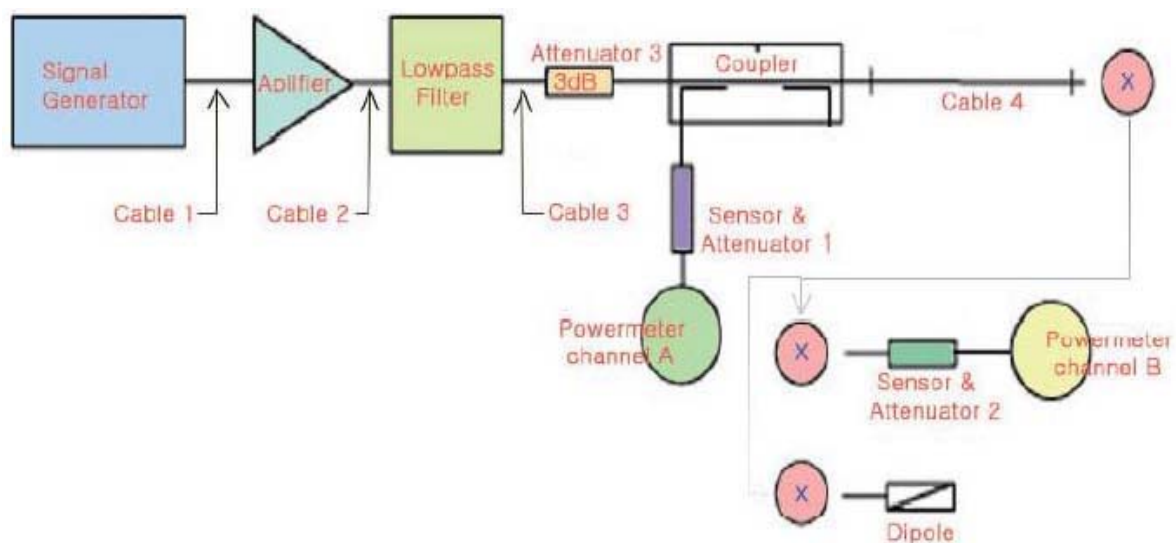 Signal
Generator
Aplifier
Lowpass
Filter
Attenuator 3
3dB
Coupler
Cable 4
X
Cable 1
Cable 2
Cable 3
Sensor &
Attenuator 1
Powermeter
channel A
X
Sensor &
Attenuator 2
Powermeter
channel B
X
Dipole